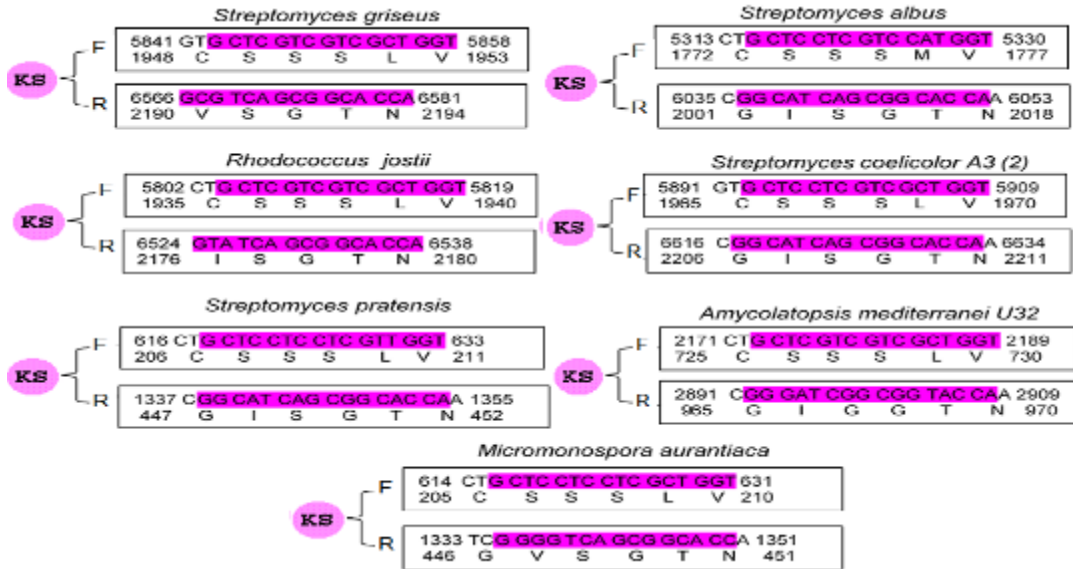 Streptomyces griseus
KS
F
5841 GTG CTC GTC GTC GCT GGT 5858
1948 C S S S L V 1953
R
6566 GCG TCA GCG GCA CCA 6581
2190 V S G T N 2194
Streptomyces albus
KS
F
5313 CTG CTC CTC GTC CAT GGT 5330
1772 C S S S M V 1777
R
6035 CGG CAT CAG CGG CAC CAA 6053
2001 G I S G T N 2018
Rhodococcus jostii
KS
F
5802 CTG CTC GTC GTC GCT GGT 5819
1935 C S S S L V 1940
R
6524 GTA TCA GCG GCA CCA 6538
2176 I S G T N 2180
Streptomyces coelicolor A3 (2)
KS
F
5891 GTG CTC CTC GTC GCT GGT 5909
1965 C S S S L V 1970
R
6616 CGG CAT CAG CGG CAC CAA 6634
2206 G I S G T N 2211
Streptomyces pratensis
KS
F
616 CTG CTC CTC CTC GTT GGT 633
206 C S S S L V 211
R
1337 CGG CAT CAG CGG CAC CAA 1355
447 G I S G T N 452
Amycolatopsis mediterranei U32
KS
F
2171 CTG CTC GTC GTC GCT GGT 2189
725 C S S S L V 730
R
2891 CGG GAT CGG CGG TAC CAA 2909
965 G I G G T N 970
Micromonospora aurantiaca
KS
F
614 CTG CTC CTC CTC GCT GGT 631
205 C S S S L V 210
R
1333 TCG GGG TCA GCG GCA CCA 1351
446 G V S G T N 451